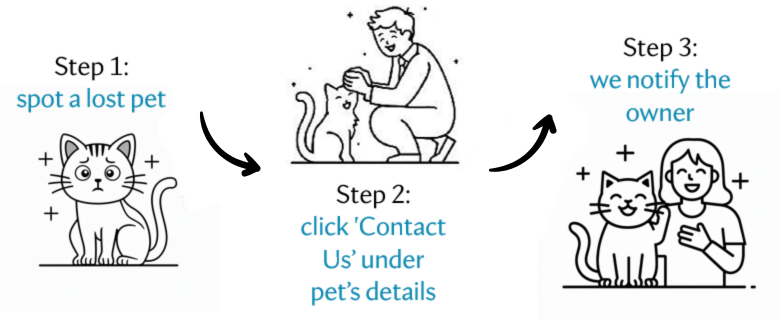 Step 1:
spot a lost pet
Step 2:
click 'Contact
Us’ under
pet’s details
Step 3:
we notify the
owner